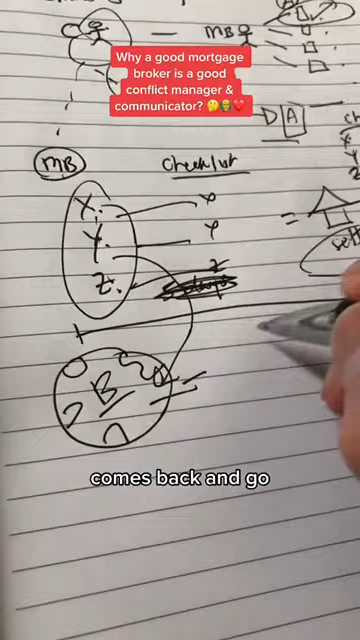 MB
Why a good mortgage
broker is a good
conflict manager &
communicator? 🤔🤯❤️
D A
MB
Checklist
X.
X
Y.
Y
Z.
Z
=
B
comes back and go